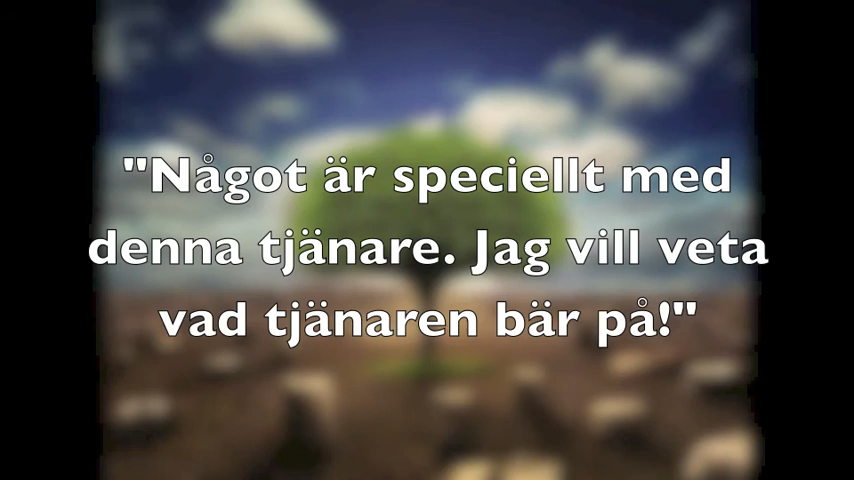 "Något är speciellt med
denna tjänare. Jag vill veta
vad tjänaren bär på!"